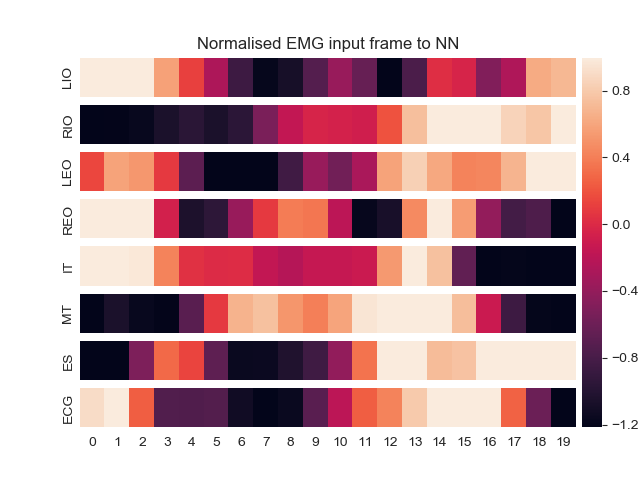 Normalised EMG input frame to NN
LIO
RIO
LEO
REO
IT
MT
ES
ECG
0 1 2 3 4 5 6 7 8 9 10 11 12 13 14 15 16 17 18 19
0.8
0.4
0.0
−0.4
−0.8
−1.2